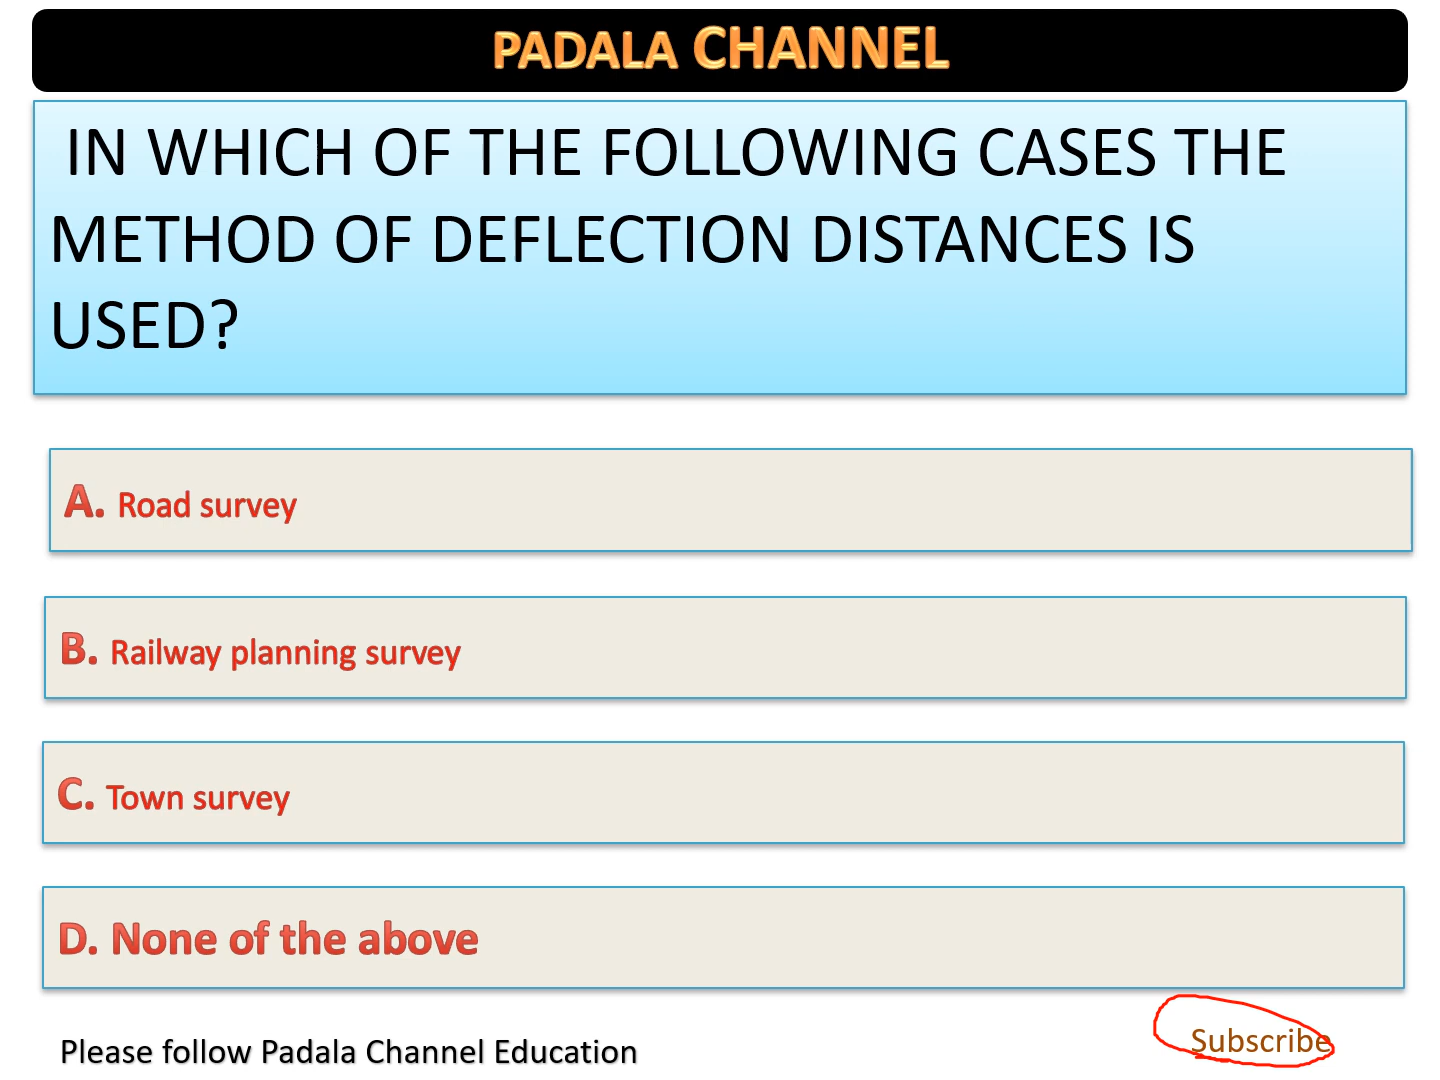 PADALA CHANNEL
IN WHICH OF THE FOLLOWING CASES THE
METHOD OF DEFLECTION DISTANCES IS
USED?
A. Road survey
B. Railway planning survey
C. Town survey
D. None of the above
Please follow Padala Channel Education
Subscribe